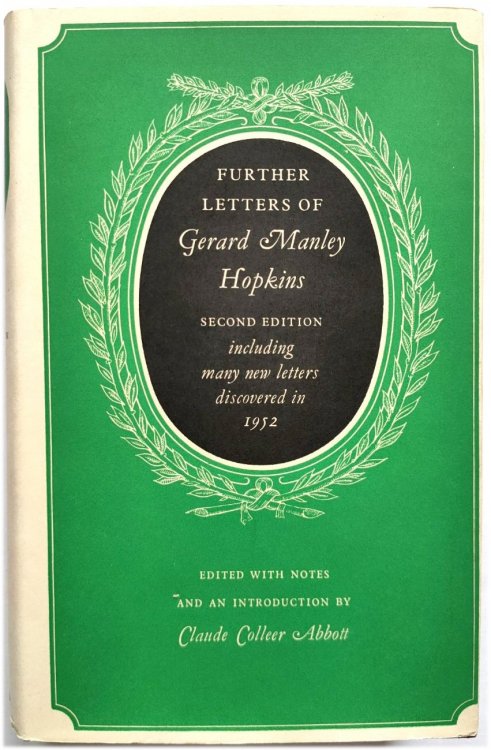 FURTHER
LETTERS OF
Gerard Manley
Hopkins
SECOND EDITION
including
many new letters
discovered in
1952
EDITED WITH NOTES
AND AN INTRODUCTION BY
Claude Colleer Abbott